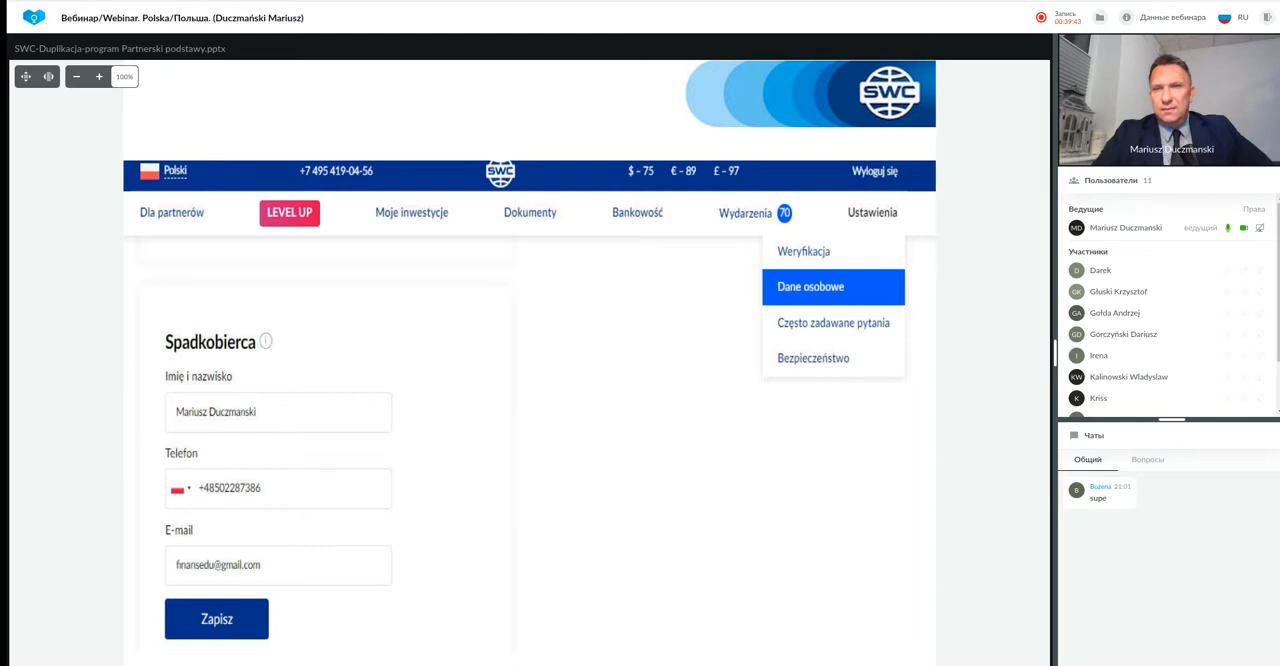 Вебинар/Webinar. Polska/Польша. (Duczmański Mariusz)
Запись
00:39:43
Данные вебинара
RU
SWC-Duplikacja-program Partnerski podstawy.pptx
100%
SWC
Polski
+7 495 419-04-56
SWC
$ – 75
€ – 89
£ – 97
Wyloguj się
Dla partnerów
LEVEL UP
Moje inwestycje
Dokumenty
Bankowość
Wydarzenia 70
Ustawienia
Weryfikacja
Dane osobowe
Często zadawane pytania
Bezpieczeństwo
Spadkobierca
Imię i nazwisko
Mariusz Duczmanski
Telefon
+48502287386
E-mail
finansedu@gmail.com
Zapisz
Mariusz Duczmanski
Пользователи 11
Ведущие
Права
MD Mariusz Duczmanski ведущий
Участники
D Darek
GK Głuski Krzysztof
GA Gołda Andrzej
GD Górczyński Dariusz
I Irena
KW Kalinowski Wladyslaw
K Kriss
Чаты
Общий
Вопросы
B Bożena 21:01
supe